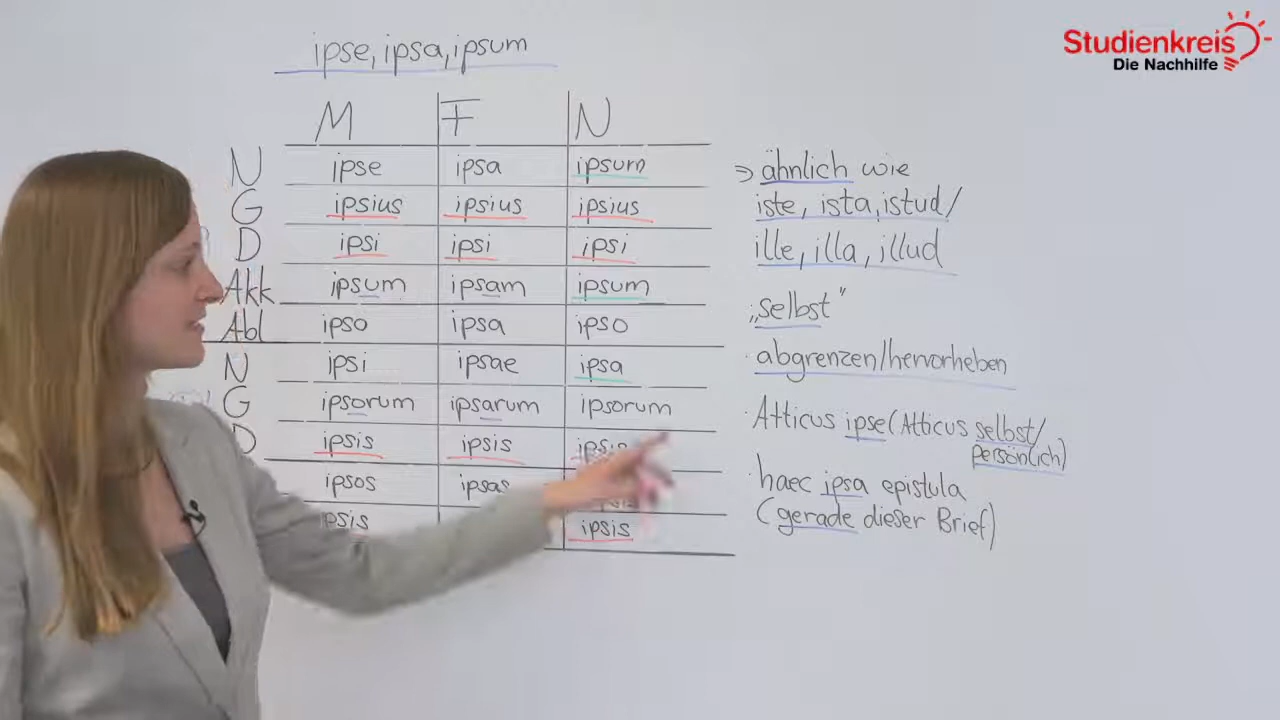 Studienkreis
Die Nachhilfe
ipse, ipsa, ipsum
M F N
N ipse ipsa ipsum
G ipsius ipsius ipsius
D ipsi ipsi ipsi
Akk ipsum ipsam ipsum
Abl ipso ipsa ipso
N ipsi ipsae ipsa
G ipsorum ipsarum ipsorum
D ipsis ipsis ipsis
ipsos ipsas
ipsis
⇒ ähnlich wie
iste, ista, istud/
ille, illa, illud
„selbst"
· abgrenzen/hervorheben
· Atticus ipse (Atticus selbst/
persönlich)
· haec ipsa epistula
(gerade dieser Brief)